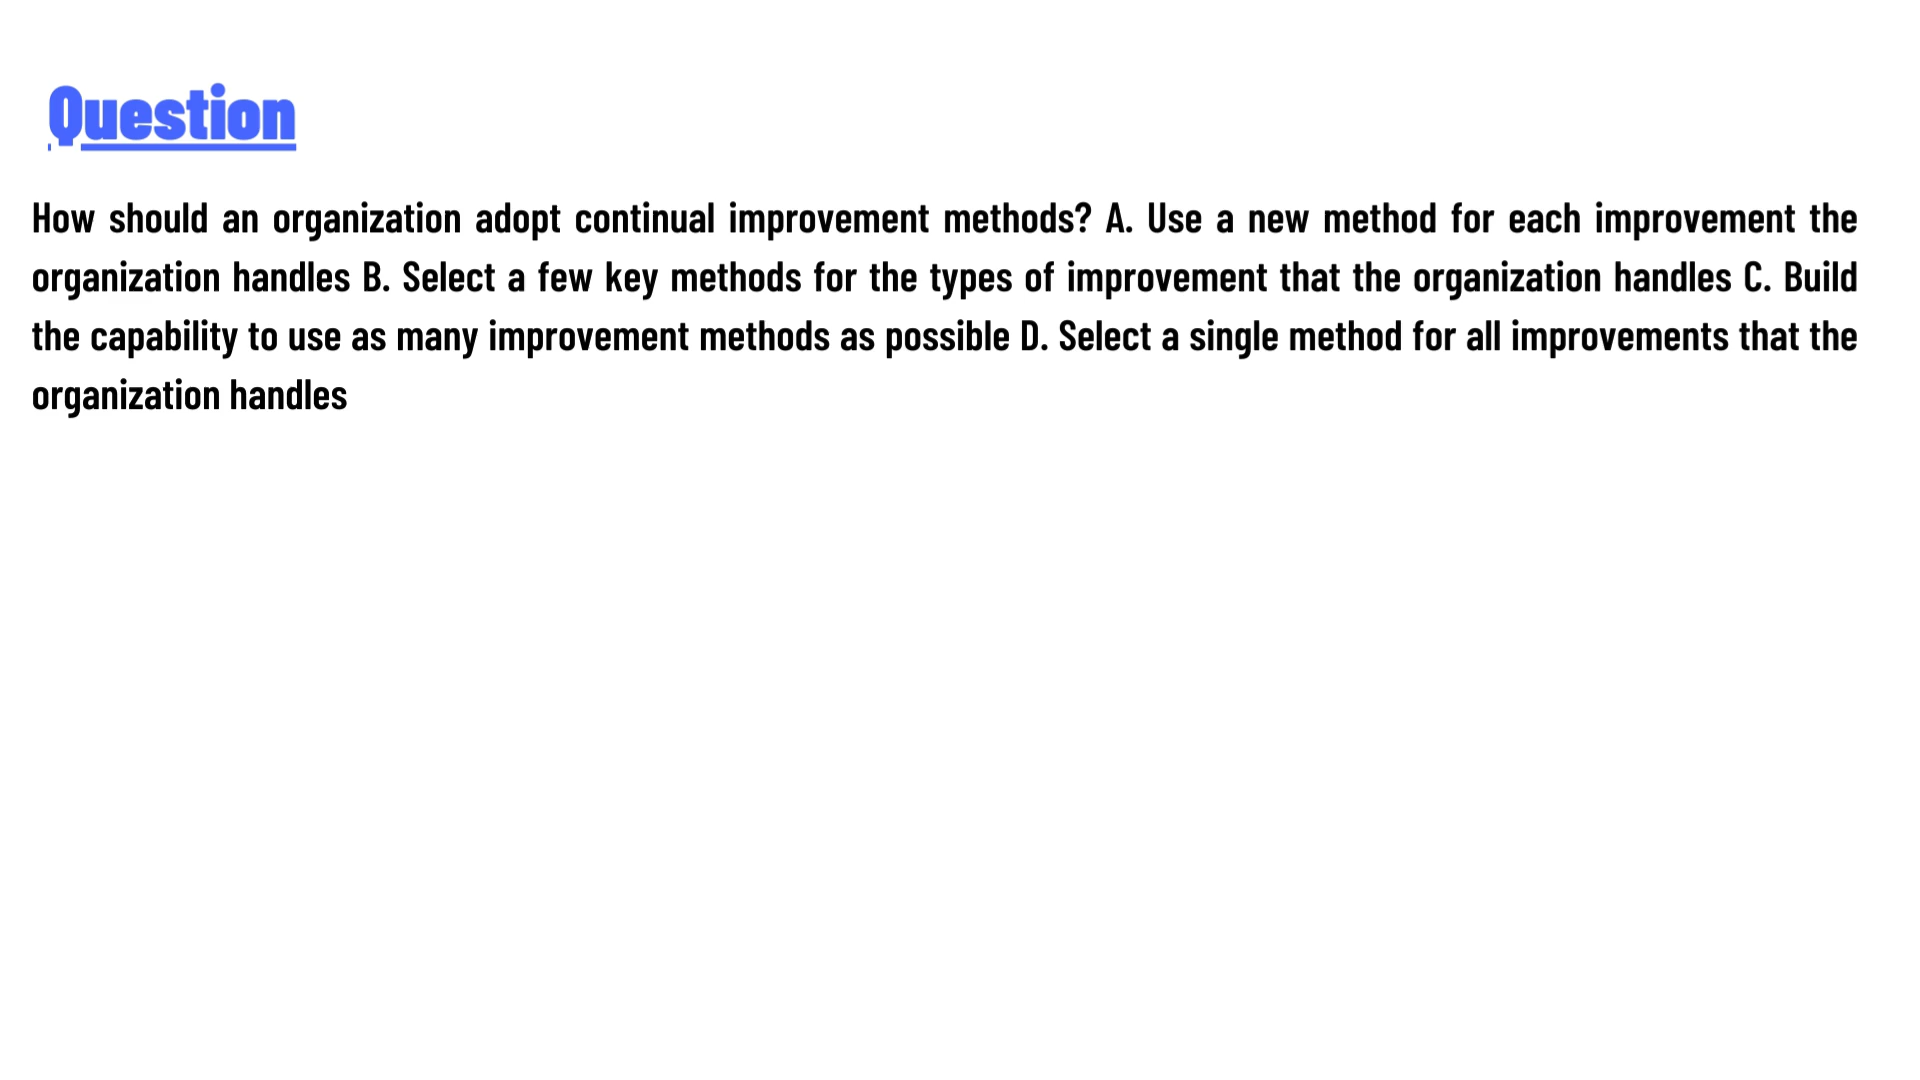 Question
How should an organization adopt continual improvement methods? A. Use a new method for each improvement the
organization handles B. Select a few key methods for the types of improvement that the organization handles C. Build
the capability to use as many improvement methods as possible D. Select a single method for all improvements that the
organization handles